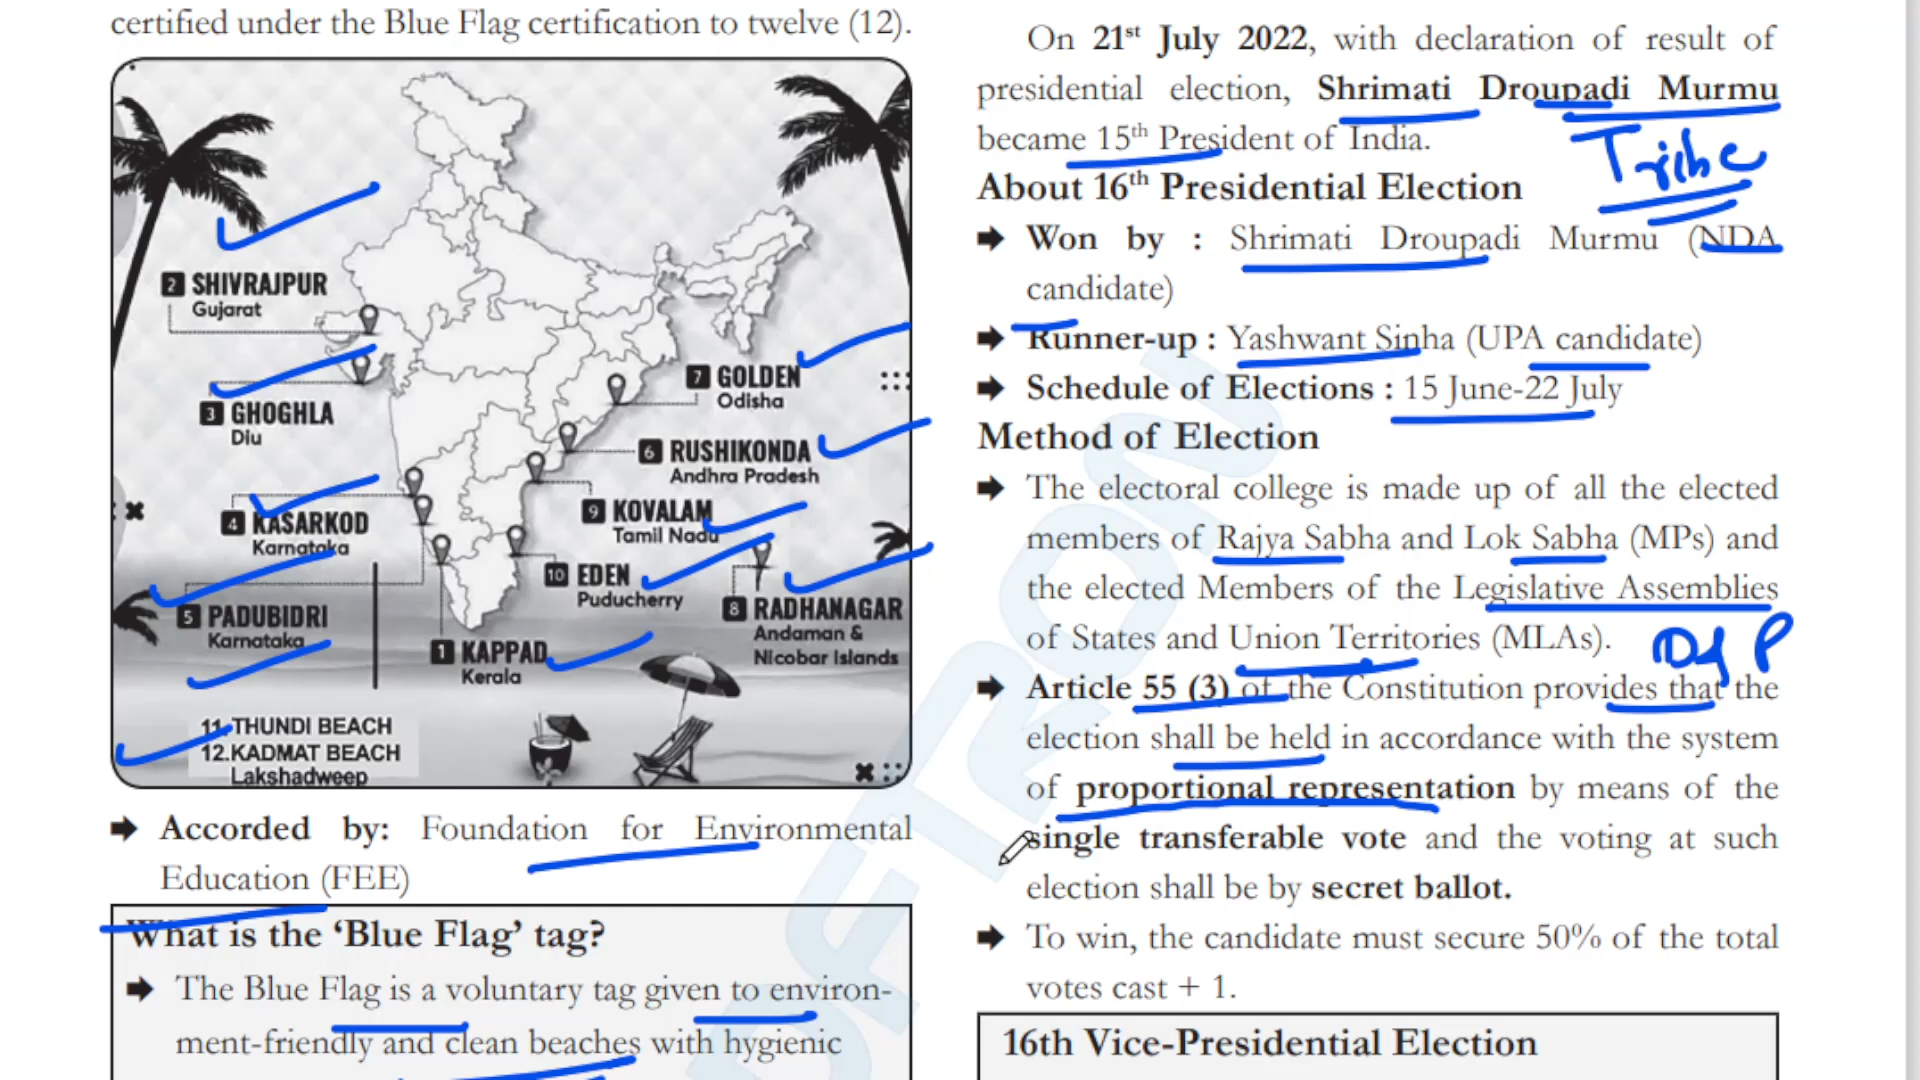 certified under the Blue Flag certification to twelve (12).
2 SHIVRAJPUR
Gujarat
3 GHOGHLA
Diu
4 KASARKOD
Karnataka
5 PADUBIDRI
Karnataka
7 GOLDEN
Odisha
6 RUSHIKONDA
Andhra Pradesh
9 KOVALAM
Tamil Nadu
10 EDEN
Puducherry
8 RADHANAGAR
Andaman &
Nicobar Islands
1 KAPPAD
Kerala
11. THUNDI BEACH
12.KADMAT BEACH
Lakshadweep
➡ Accorded by: Foundation for Environmental
Education (FEE)
What is the ‘Blue Flag’ tag?
➡ The Blue Flag is a voluntary tag given to environ-
ment-friendly and clean beaches with hygienic
On 21st July 2022, with declaration of result of
presidential election, Shrimati Droupadi Murmu
became 15th President of India.
Tribe
About 16th Presidential Election
➡ Won by : Shrimati Droupadi Murmu (NDA
candidate)
➡ Runner-up : Yashwant Sinha (UPA candidate)
➡ Schedule of Elections : 15 June-22 July
Method of Election
➡ The electoral college is made up of all the elected
members of Rajya Sabha and Lok Sabha (MPs) and
the elected Members of the Legislative Assemblies
of States and Union Territories (MLAs).
➡ Article 55 (3) of the Constitution provides that the
election shall be held in accordance with the system
of proportional representation by means of the
single transferable vote and the voting at such
election shall be by secret ballot.
➡ To win, the candidate must secure 50% of the total
votes cast + 1.
16th Vice-Presidential Election